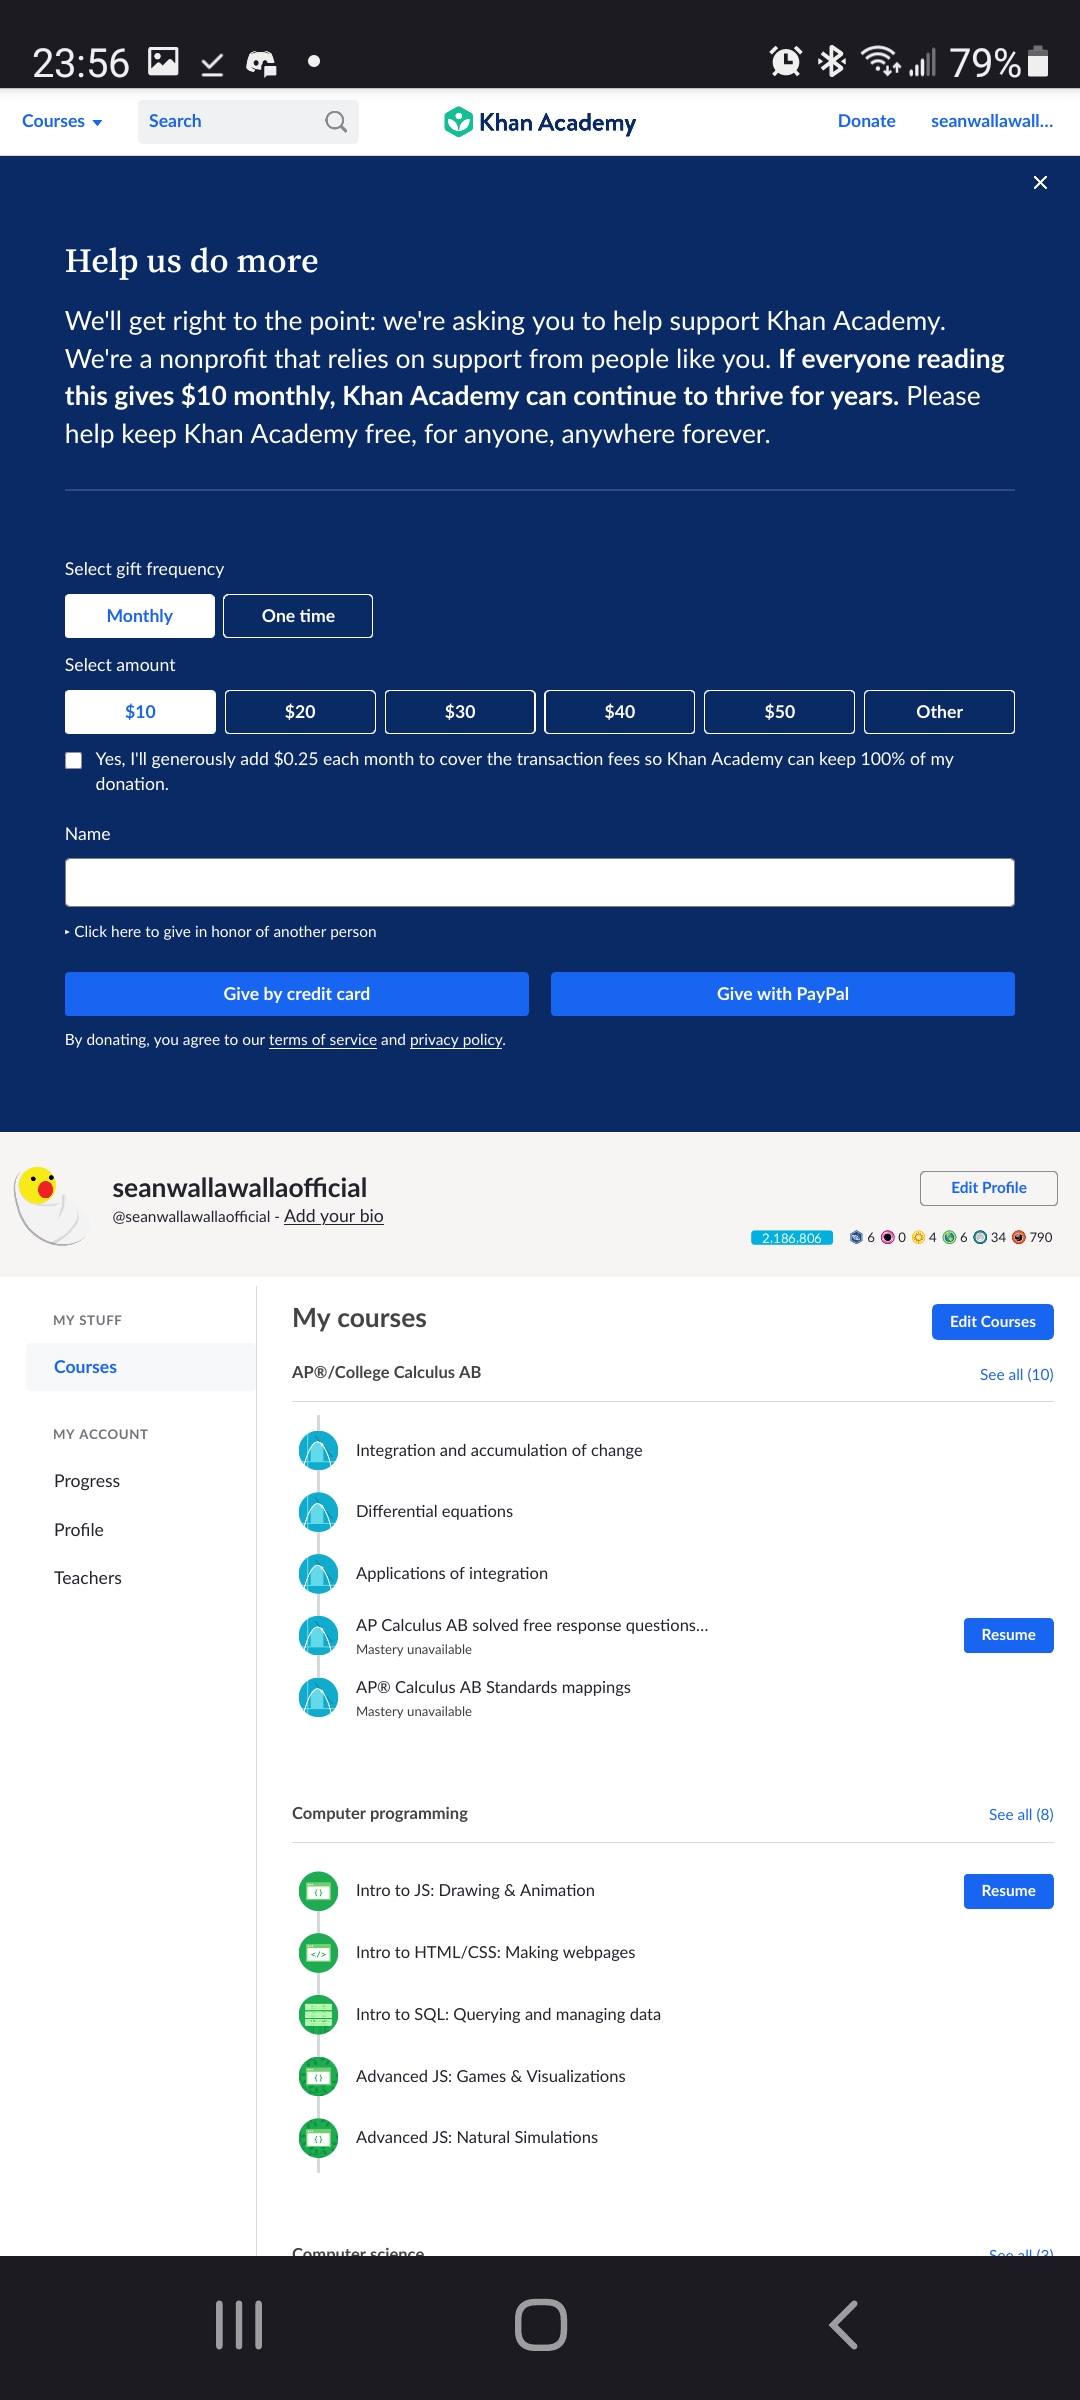 23:56
79%
Courses
Search
Khan Academy
Donate
seanwallawall...
Help us do more
We'll get right to the point: we're asking you to help support Khan Academy.
We're a nonprofit that relies on support from people like you. If everyone reading
this gives $10 monthly, Khan Academy can continue to thrive for years. Please
help keep Khan Academy free, for anyone, anywhere forever.
Select gift frequency
Monthly
One time
Select amount
$10
$20
$30
$40
$50
Other
Yes, I'll generously add $0.25 each month to cover the transaction fees so Khan Academy can keep 100% of my
donation.
Name
Click here to give in honor of another person
Give by credit card
Give with PayPal
By donating, you agree to our terms of service and privacy policy.
seanwallawallaofficial
@seanwallawallaofficial - Add your bio
Edit Profile
2,186,806
6
0
4
6
34
790
MY STUFF
Courses
MY ACCOUNT
Progress
Profile
Teachers
My courses
Edit Courses
AP®/College Calculus AB
See all (10)
Integration and accumulation of change
Differential equations
Applications of integration
AP Calculus AB solved free response questions...
Mastery unavailable
Resume
AP® Calculus AB Standards mappings
Mastery unavailable
Computer programming
See all (8)
Intro to JS: Drawing & Animation
Resume
Intro to HTML/CSS: Making webpages
Intro to SQL: Querying and managing data
Advanced JS: Games & Visualizations
Advanced JS: Natural Simulations
Computer science
See all (3)